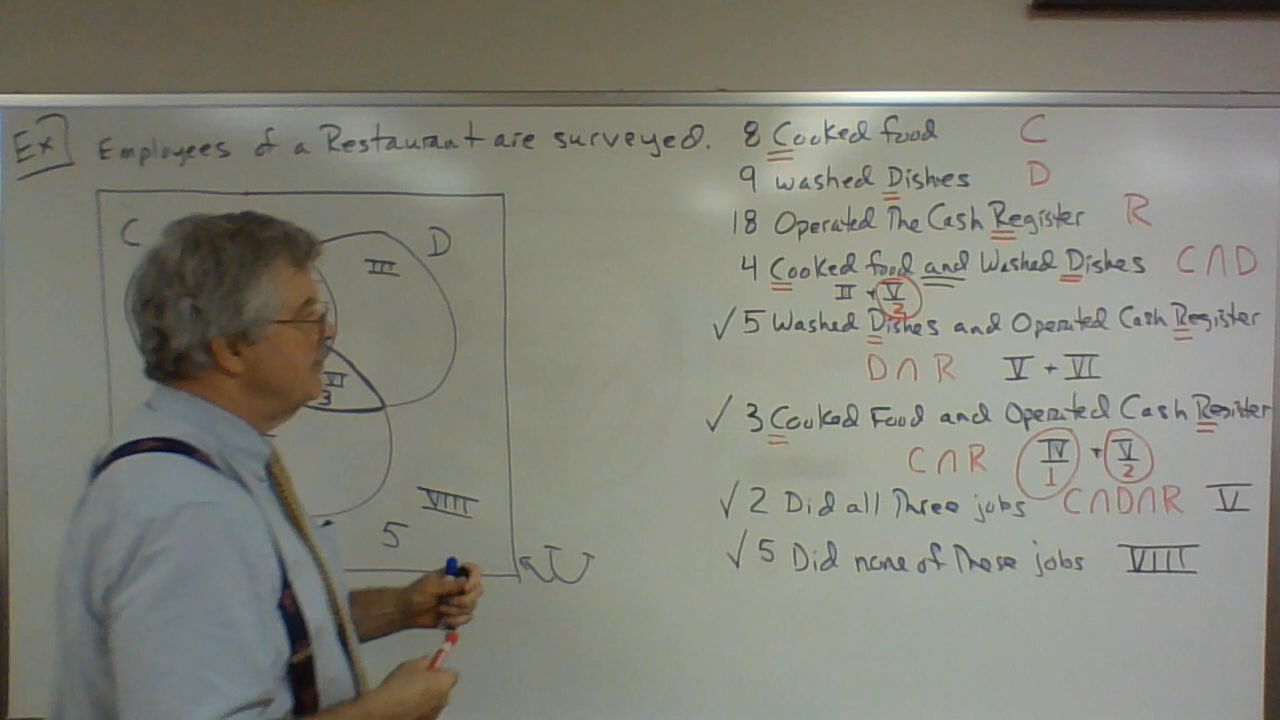 Ex Employees of a Restaurant are surveyed. 8 Cooked food C
9 washed Dishes D
18 Operated The Cash Register R
4 Cooked food and Washed Dishes C∩D
II + V
2
✓ 5 Washed Dishes and Operated Cash Register
D∩R V + VI
✓ 3 Cooked Food and Operated Cash Register
C∩R IV + V
1 2
✓ 2 Did all Three jobs C∩D∩R V
✓ 5 Did none of These jobs VIII
C D
III
VI
3
VIII
5
U